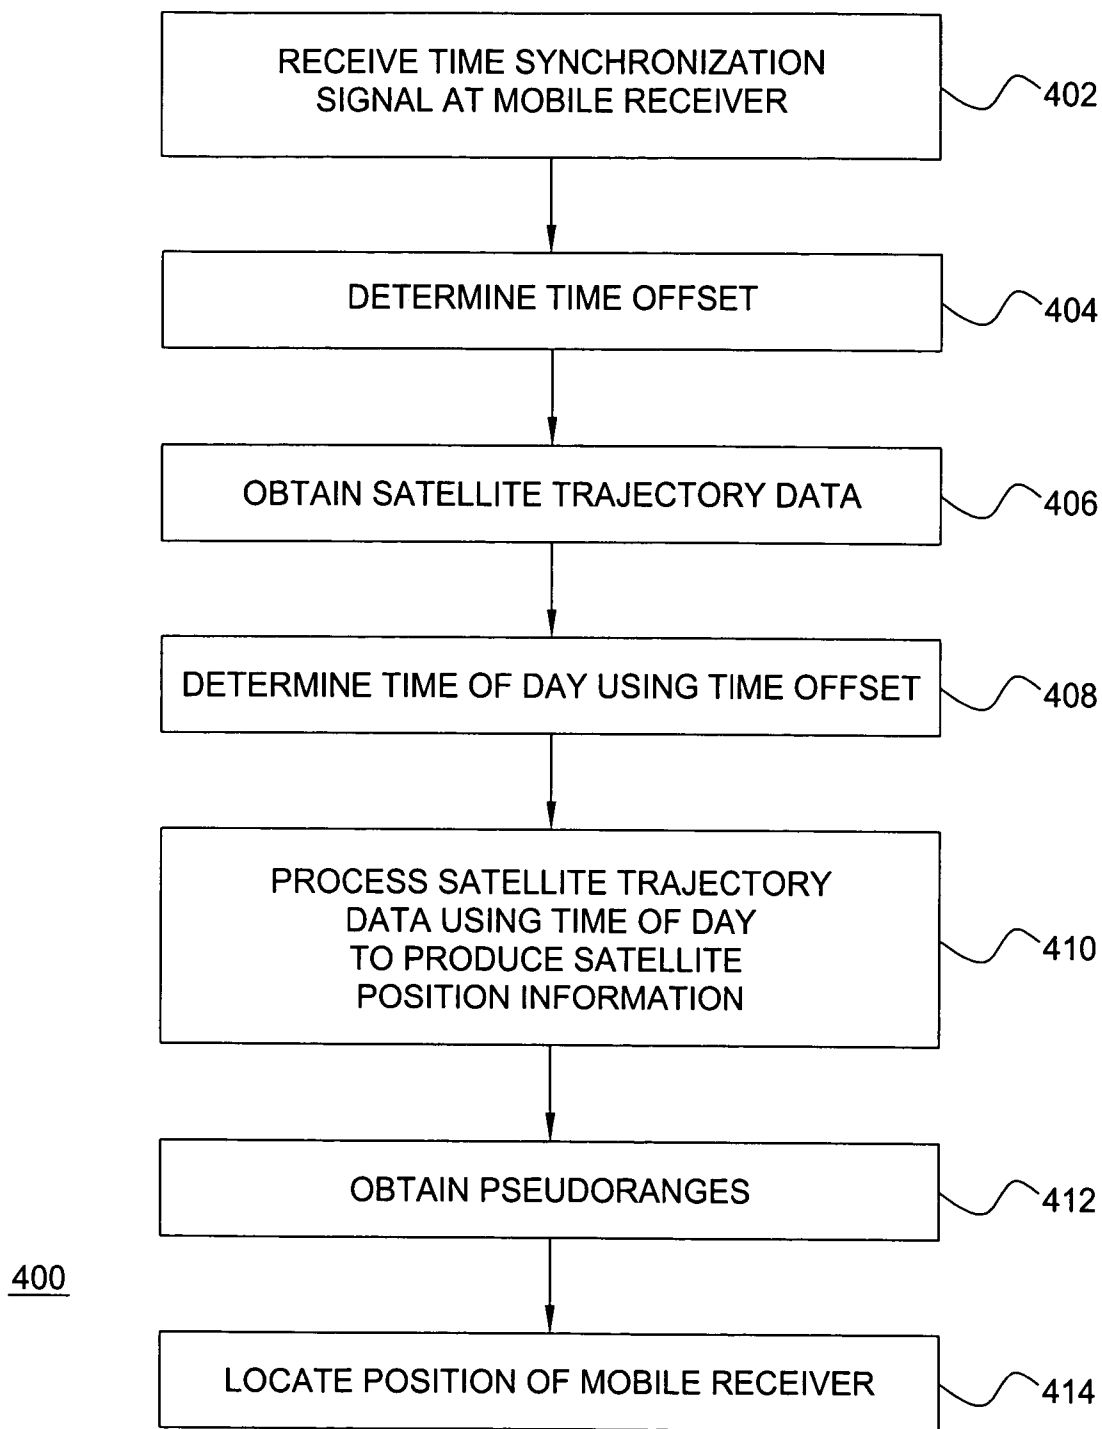 RECEIVE TIME SYNCHRONIZATION
SIGNAL AT MOBILE RECEIVER
402
DETERMINE TIME OFFSET
404
OBTAIN SATELLITE TRAJECTORY DATA
406
DETERMINE TIME OF DAY USING TIME OFFSET
408
PROCESS SATELLITE TRAJECTORY
DATA USING TIME OF DAY
TO PRODUCE SATELLITE
POSITION INFORMATION
410
OBTAIN PSEUDORANGES
412
400
LOCATE POSITION OF MOBILE RECEIVER
414